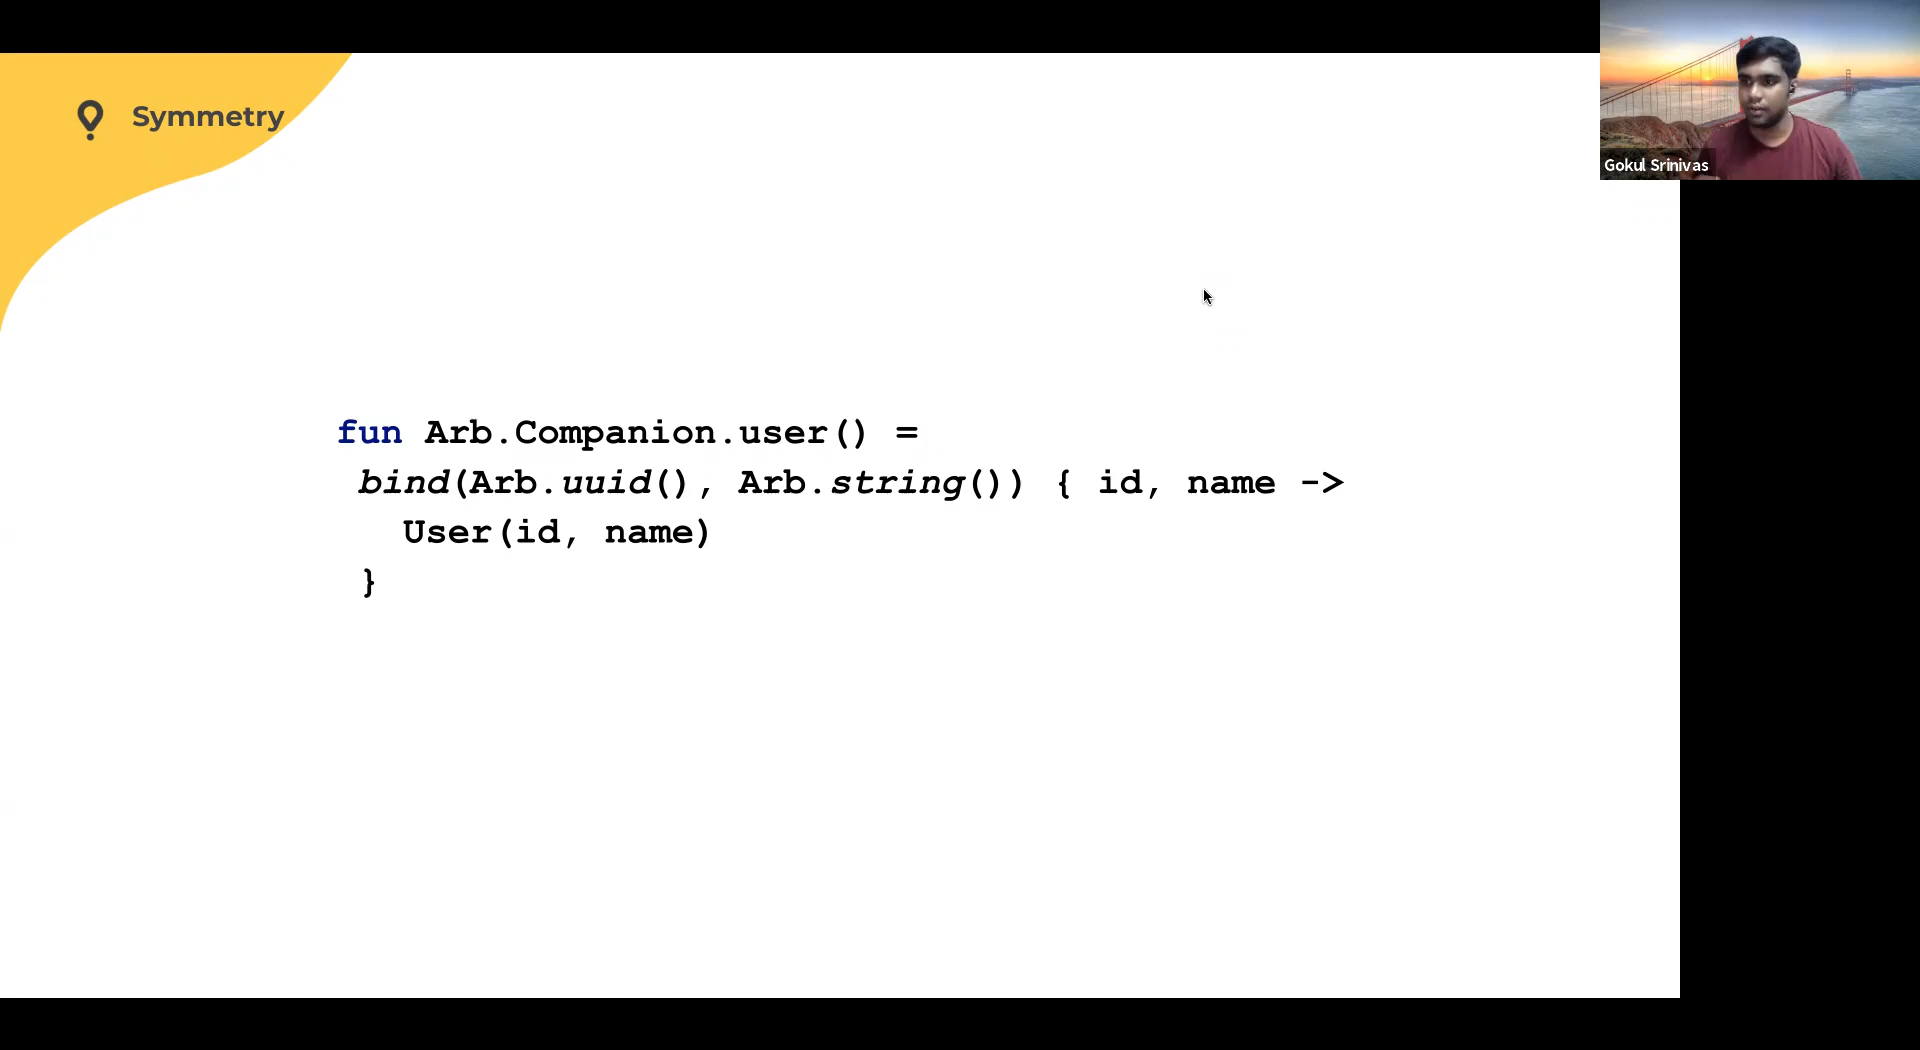 Symmetry
Gokul Srinivas
fun Arb.Companion.user() =
bind(Arb.uuid(), Arb.string()) { id, name ->
User(id, name)
}